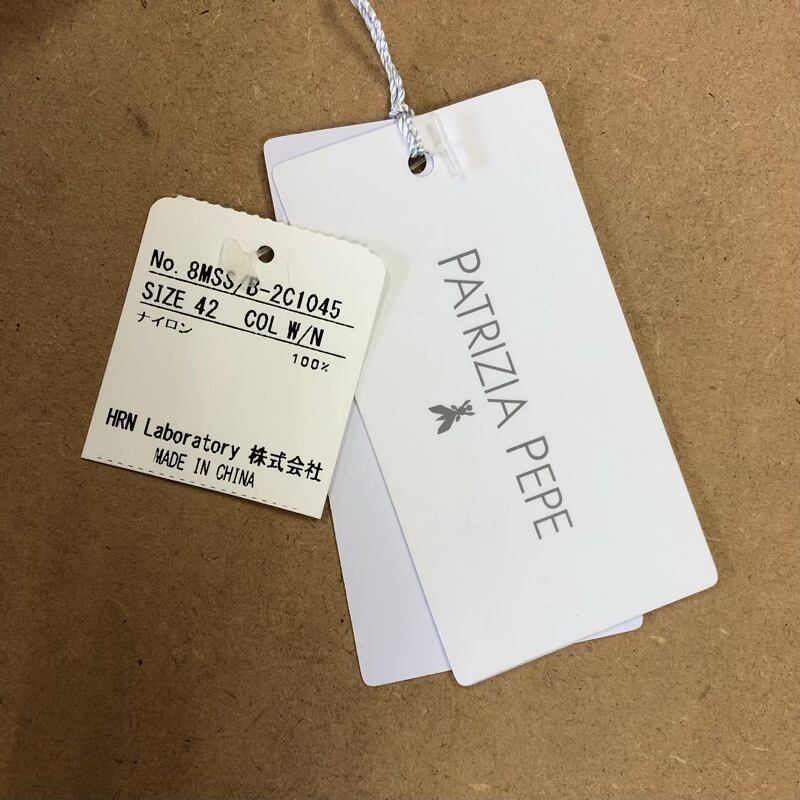 No. 8MSS/B-2C1045
SIZE 42 COL W/N
ナイロン
100%
HRN Laboratory 株式会社
MADE IN CHINA
PATRIZIA PEPE